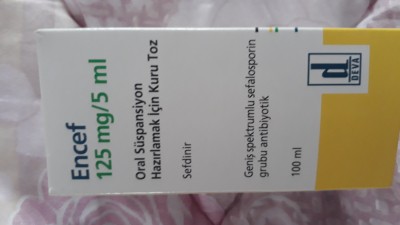 Encef
125 mg/5 ml
Oral Süspansiyon
Hazırlamak İçin Kuru Toz
Sefdinir
Geniş spektrumlu sefalosporin
grubu antibiyotik
100 ml
DEVA